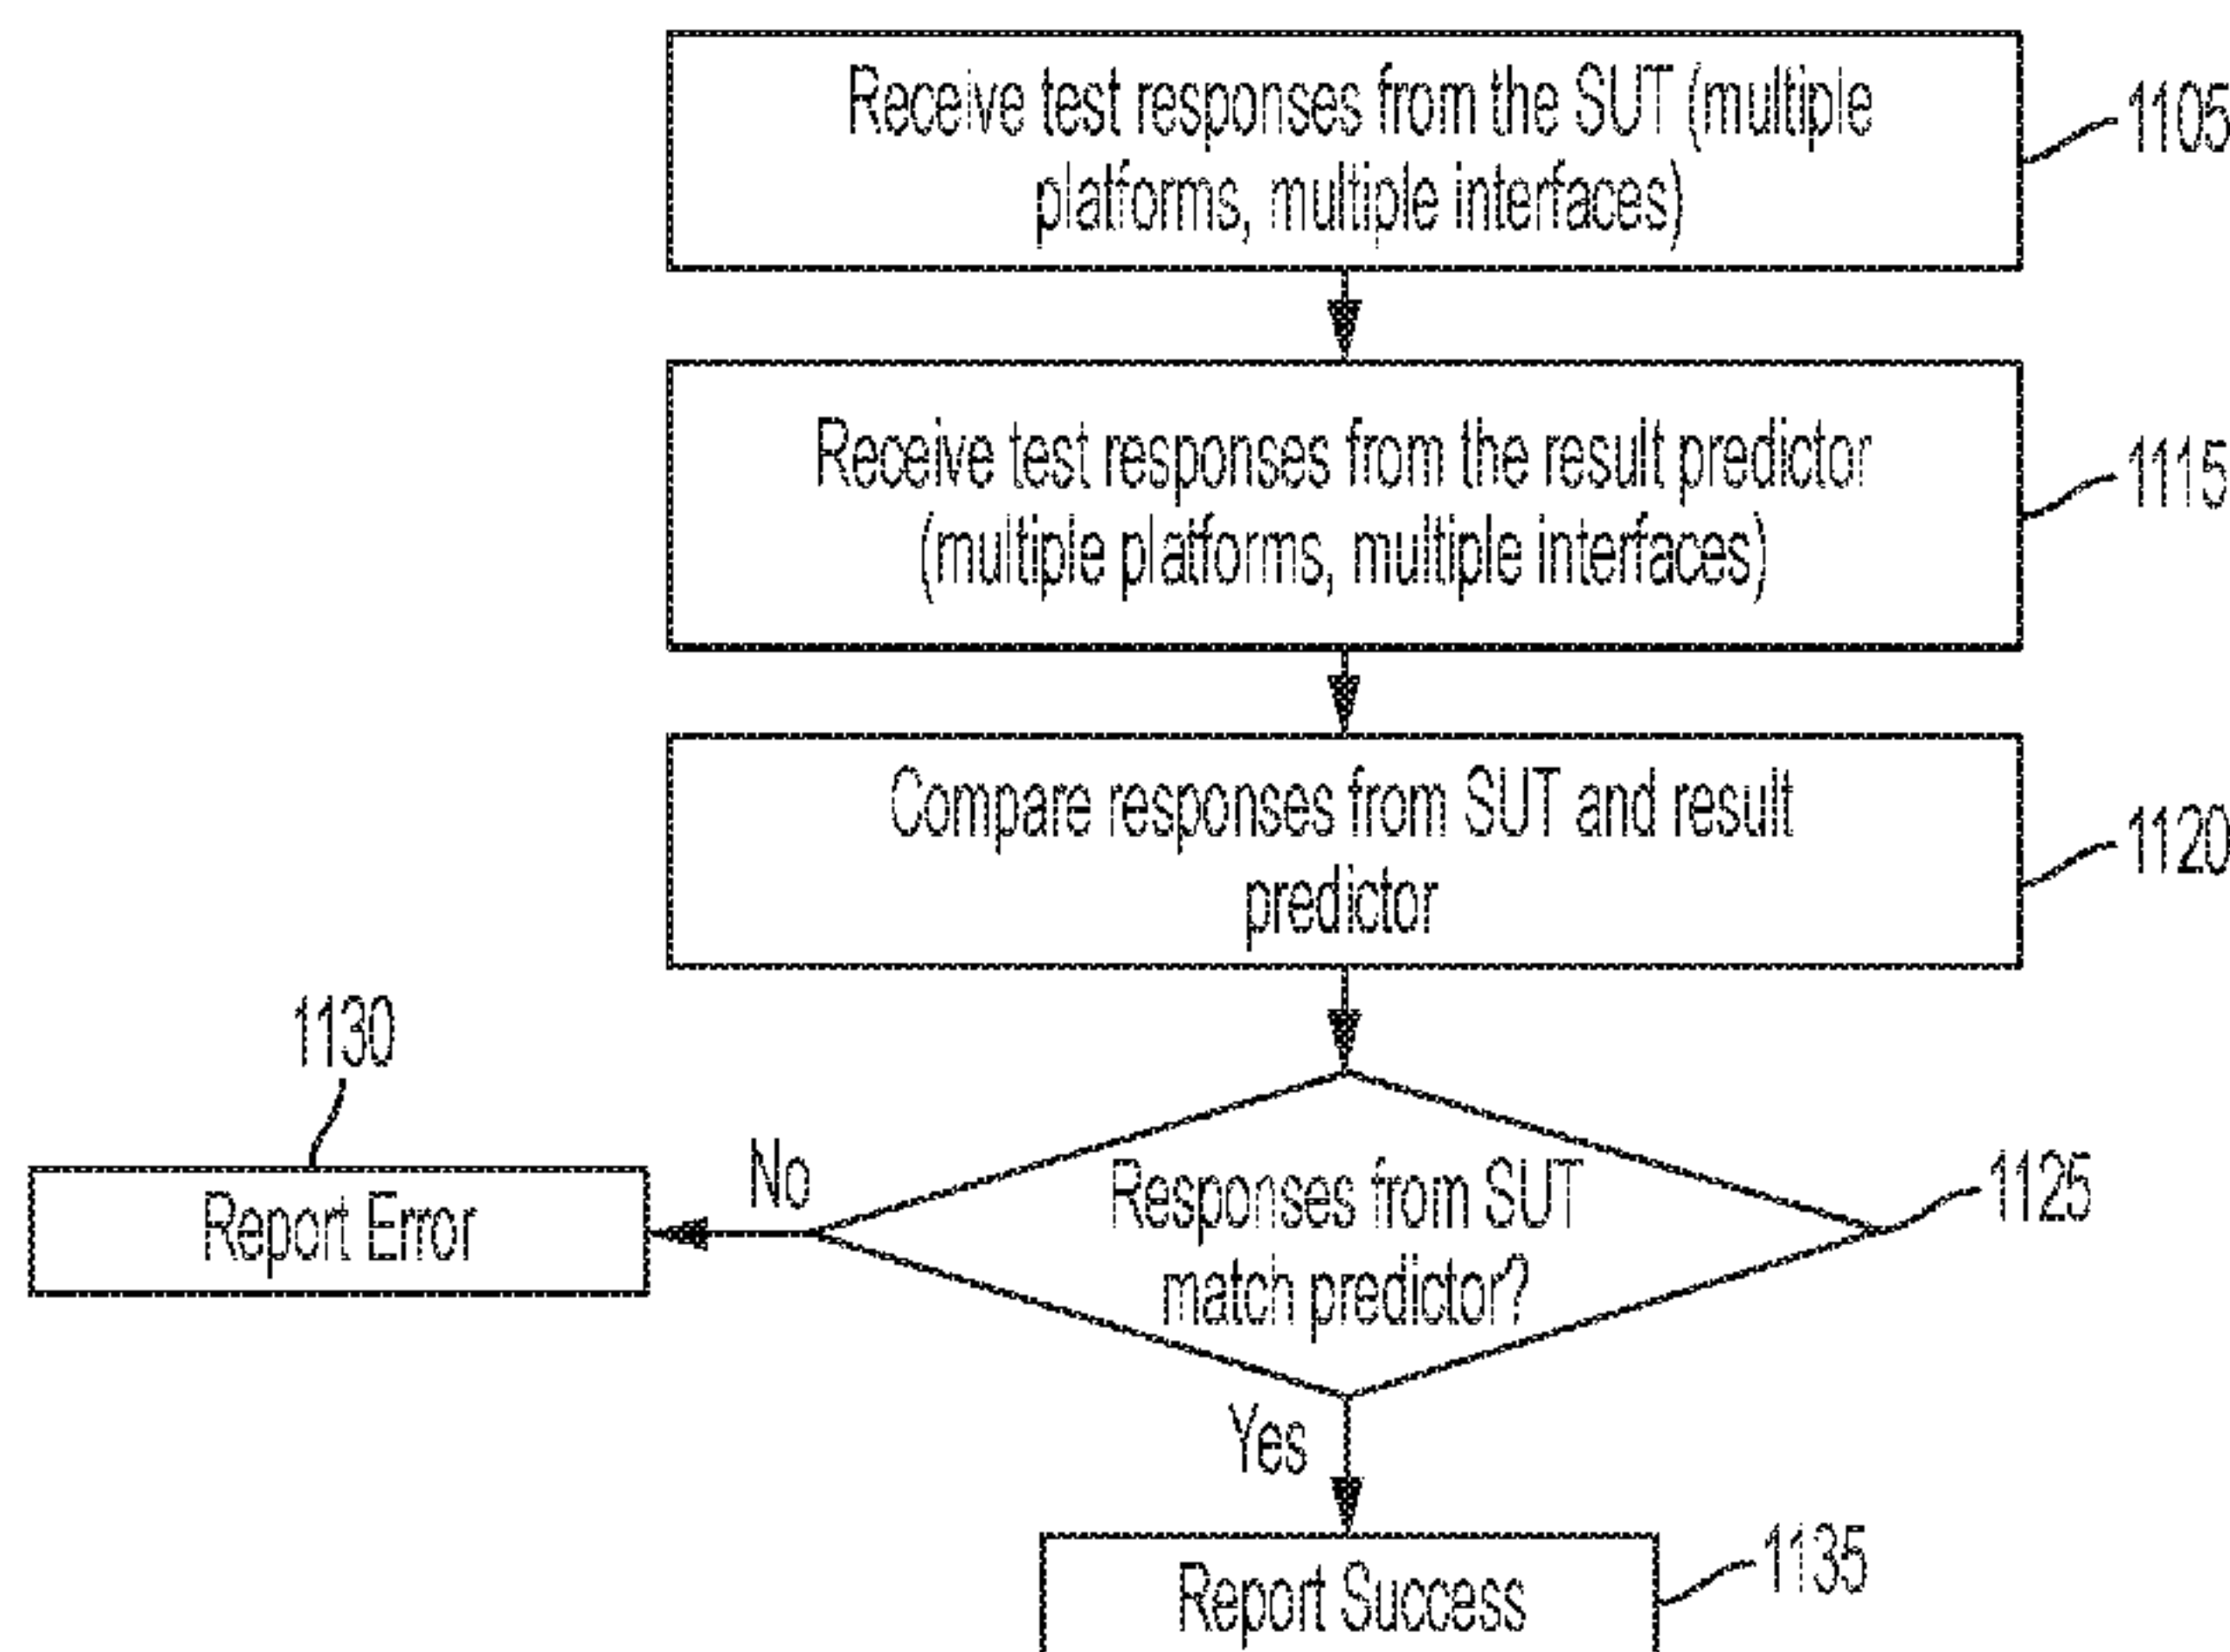 Receive test responses from the SUT (multiple
platforms, multiple interfaces)
1105
Receive test responses from the result predictor
(multiple platforms, multiple interfaces)
1115
Compare responses from SUT and result
predictor
1120
1130
Report Error
No
Responses from SUT
match predictor?
1125
Yes
Report Success
1135